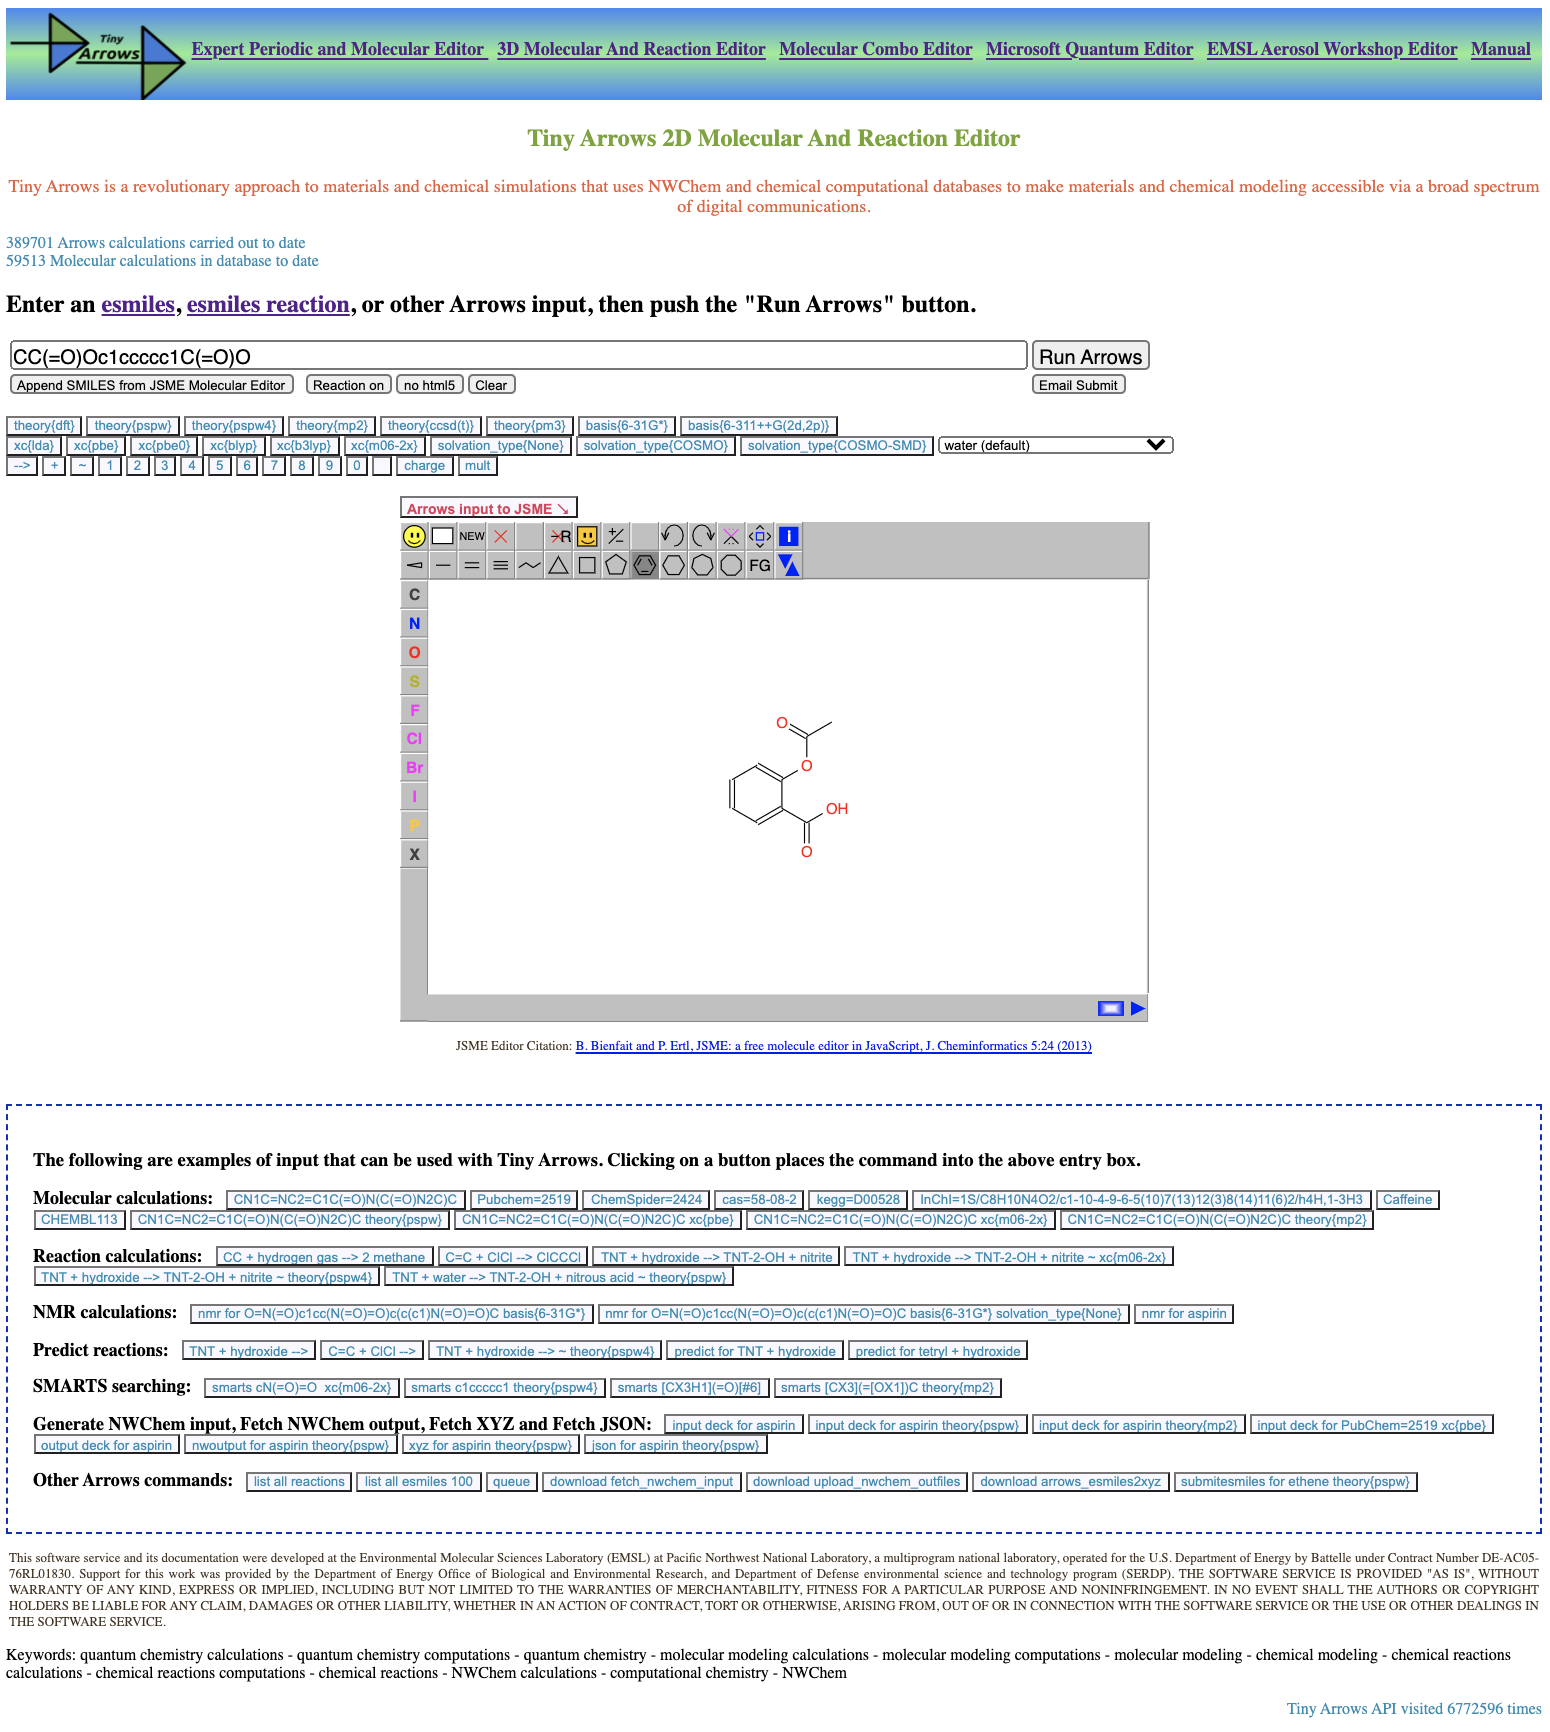 Tiny
Arrows
Expert Periodic and Molecular Editor 3D Molecular And Reaction Editor Molecular Combo Editor Microsoft Quantum Editor EMSL Aerosol Workshop Editor Manual
Tiny Arrows 2D Molecular And Reaction Editor
Tiny Arrows is a revolutionary approach to materials and chemical simulations that uses NWChem and chemical computational databases to make materials and chemical modeling accessible via a broad spectrum
of digital communications.
389701 Arrows calculations carried out to date
59513 Molecular calculations in database to date
Enter an esmiles, esmiles reaction, or other Arrows input, then push the "Run Arrows" button.
CC(=O)Oc1ccccc1C(=O)O Run Arrows
Append SMILES from JSME Molecular Editor Reaction on no html5 Clear Email Submit
theory{dft} theory{pspw} theory{pspw4} theory{mp2} theory{ccsd(t)} theory{pm3} basis{6-31G*} basis{6-311++G(2d,2p)}
xc{lda} xc{pbe} xc{pbe0} xc{blyp} xc{b3lyp} xc{m06-2x} solvation_type{None} solvation_type{COSMO} solvation_type{COSMO-SMD} water (default)
--> + ~ 1 2 3 4 5 6 7 8 9 0 charge mult
Arrows input to JSME ↘
NEW R +/- i
FG
C
N
O
S
F
Cl
Br
I
P
X
O
O
OH
O
JSME Editor Citation: B. Bienfait and P. Ertl, JSME: a free molecule editor in JavaScript, J. Cheminformatics 5:24 (2013)
The following are examples of input that can be used with Tiny Arrows. Clicking on a button places the command into the above entry box.
Molecular calculations: CN1C=NC2=C1C(=O)N(C(=O)N2C)C Pubchem=2519 ChemSpider=2424 cas=58-08-2 kegg=D00528 InChI=1S/C8H10N4O2/c1-10-4-9-6-5(10)7(13)12(3)8(14)11(6)2/h4H,1-3H3 Caffeine
CHEMBL113 CN1C=NC2=C1C(=O)N(C(=O)N2C)C theory{pspw} CN1C=NC2=C1C(=O)N(C(=O)N2C)C xc{pbe} CN1C=NC2=C1C(=O)N(C(=O)N2C)C xc{m06-2x} CN1C=NC2=C1C(=O)N(C(=O)N2C)C theory{mp2}
Reaction calculations: CC + hydrogen gas --> 2 methane C=C + ClCl --> ClCCCl TNT + hydroxide --> TNT-2-OH + nitrite TNT + hydroxide --> TNT-2-OH + nitrite ~ xc{m06-2x}
TNT + hydroxide --> TNT-2-OH + nitrite ~ theory{pspw4} TNT + water --> TNT-2-OH + nitrous acid ~ theory{pspw}
NMR calculations: nmr for O=N(=O)c1cc(N(=O)=O)c(c(c1)N(=O)=O)C basis{6-31G*} nmr for O=N(=O)c1cc(N(=O)=O)c(c(c1)N(=O)=O)C basis{6-31G*} solvation_type{None} nmr for aspirin
Predict reactions: TNT + hydroxide --> C=C + ClCl --> TNT + hydroxide --> ~ theory{pspw4} predict for TNT + hydroxide predict for tetryl + hydroxide
SMARTS searching: smarts cN(=O)=O xc{m06-2x} smarts c1ccccc1 theory{pspw4} smarts [CX3H1](=O)[#6] smarts [CX3](=[OX1])C theory{mp2}
Generate NWChem input, Fetch NWChem output, Fetch XYZ and Fetch JSON: input deck for aspirin input deck for aspirin theory{pspw} input deck for aspirin theory{mp2} input deck for PubChem=2519 xc{pbe}
output deck for aspirin nwoutput for aspirin theory{pspw} xyz for aspirin theory{pspw} json for aspirin theory{pspw}
Other Arrows commands: list all reactions list all esmiles 100 queue download fetch_nwchem_input download upload_nwchem_outfiles download arrows_esmiles2xyz submitesmiles for ethene theory{pspw}
This software service and its documentation were developed at the Environmental Molecular Sciences Laboratory (EMSL) at Pacific Northwest National Laboratory, a multiprogram national laboratory, operated for the U.S. Department of Energy by Battelle under Contract Number DE-AC05-
76RL01830. Support for this work was provided by the Department of Energy Office of Biological and Environmental Research, and Department of Defense environmental science and technology program (SERDP). THE SOFTWARE SERVICE IS PROVIDED "AS IS", WITHOUT
WARRANTY OF ANY KIND, EXPRESS OR IMPLIED, INCLUDING BUT NOT LIMITED TO THE WARRANTIES OF MERCHANTABILITY, FITNESS FOR A PARTICULAR PURPOSE AND NONINFRINGEMENT. IN NO EVENT SHALL THE AUTHORS OR COPYRIGHT
HOLDERS BE LIABLE FOR ANY CLAIM, DAMAGES OR OTHER LIABILITY, WHETHER IN AN ACTION OF CONTRACT, TORT OR OTHERWISE, ARISING FROM, OUT OF OR IN CONNECTION WITH THE SOFTWARE SERVICE OR THE USE OR OTHER DEALINGS IN
THE SOFTWARE SERVICE.
Keywords: quantum chemistry calculations - quantum chemistry computations - quantum chemistry - molecular modeling calculations - molecular modeling computations - molecular modeling - chemical modeling - chemical reactions
calculations - chemical reactions computations - chemical reactions - NWChem calculations - computational chemistry - NWChem
Tiny Arrows API visited 6772596 times